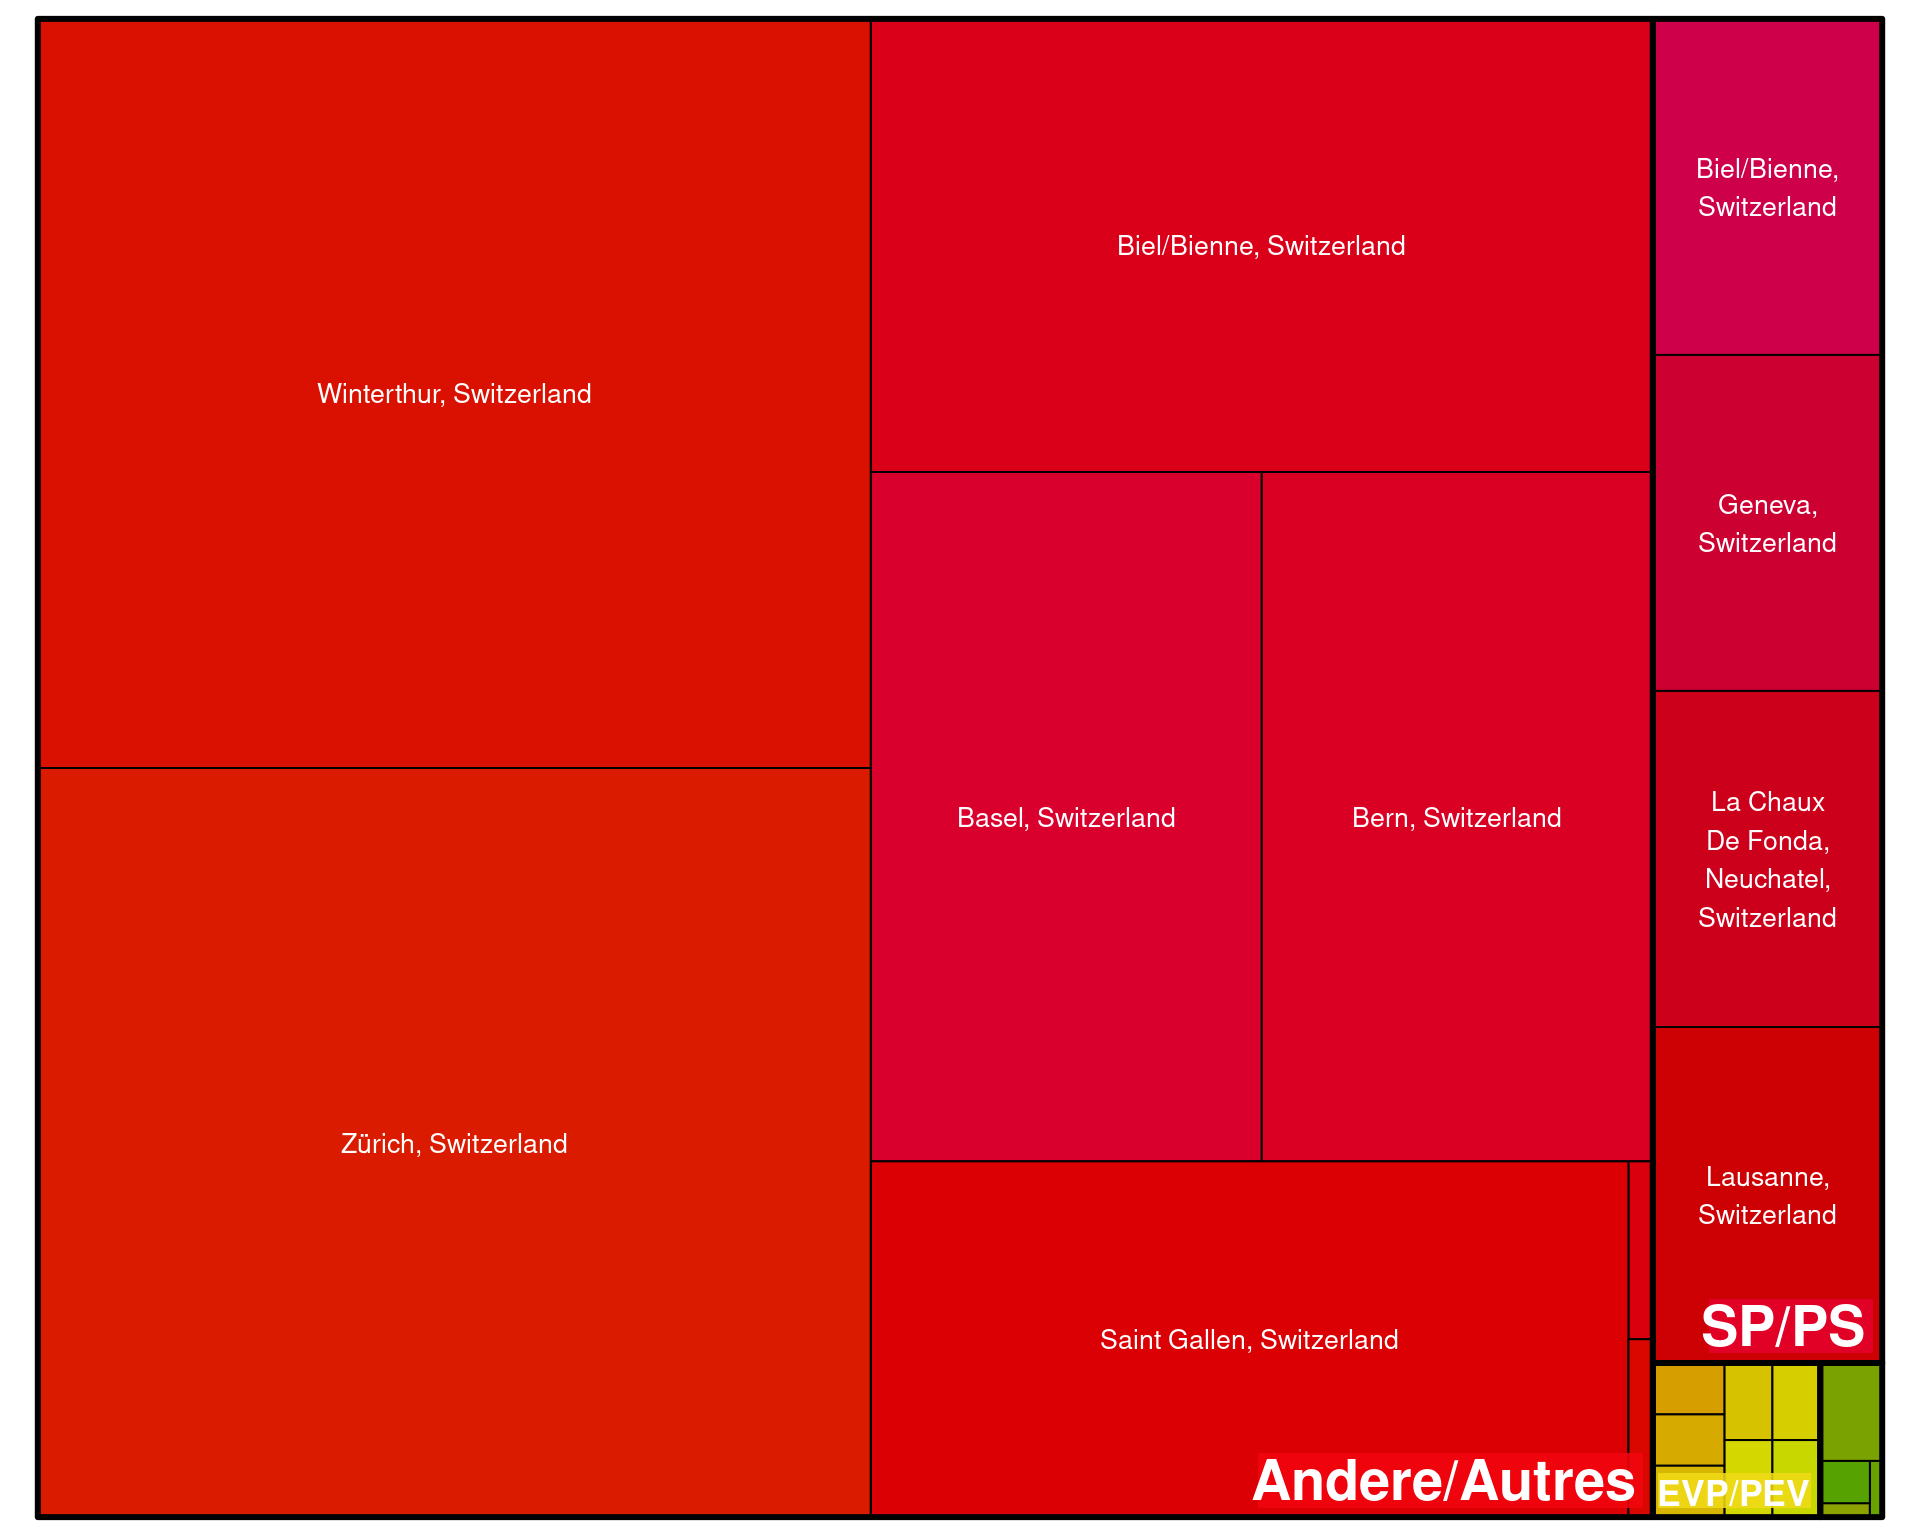 Winterthur, Switzerland
Zürich, Switzerland
Biel/Bienne, Switzerland
Basel, Switzerland
Bern, Switzerland
Saint Gallen, Switzerland
Andere/Autres
Biel/Bienne,
Switzerland
Geneva,
Switzerland
La Chaux
De Fonda,
Neuchatel,
Switzerland
Lausanne,
Switzerland
SP/PS
EVP/PEV